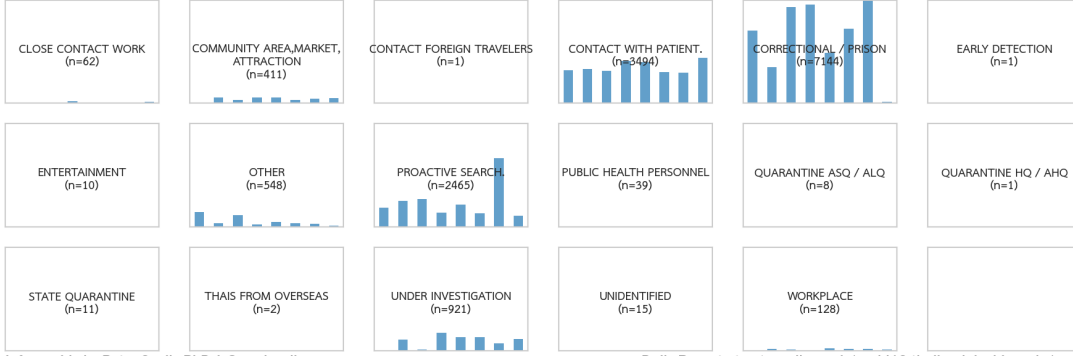 CLOSE CONTACT WORK
(n=62)
COMMUNITY AREA,MARKET,
ATTRACTION
(n=411)
CONTACT FOREIGN TRAVELERS
(n=1)
CONTACT WITH PATIENT.
(n=3494)
CORRECTIONAL / PRISON
(n=7144)
EARLY DETECTION
(n=1)
ENTERTAINMENT
(n=10)
OTHER
(n=548)
PROACTIVE SEARCH.
(n=2465)
PUBLIC HEALTH PERSONNEL
(n=39)
QUARANTINE ASQ / ALQ
(n=8)
QUARANTINE HQ / AHQ
(n=1)
STATE QUARANTINE
(n=11)
THAIS FROM OVERSEAS
(n=2)
UNDER INVESTIGATION
(n=921)
UNIDENTIFIED
(n=15)
WORKPLACE
(n=128)